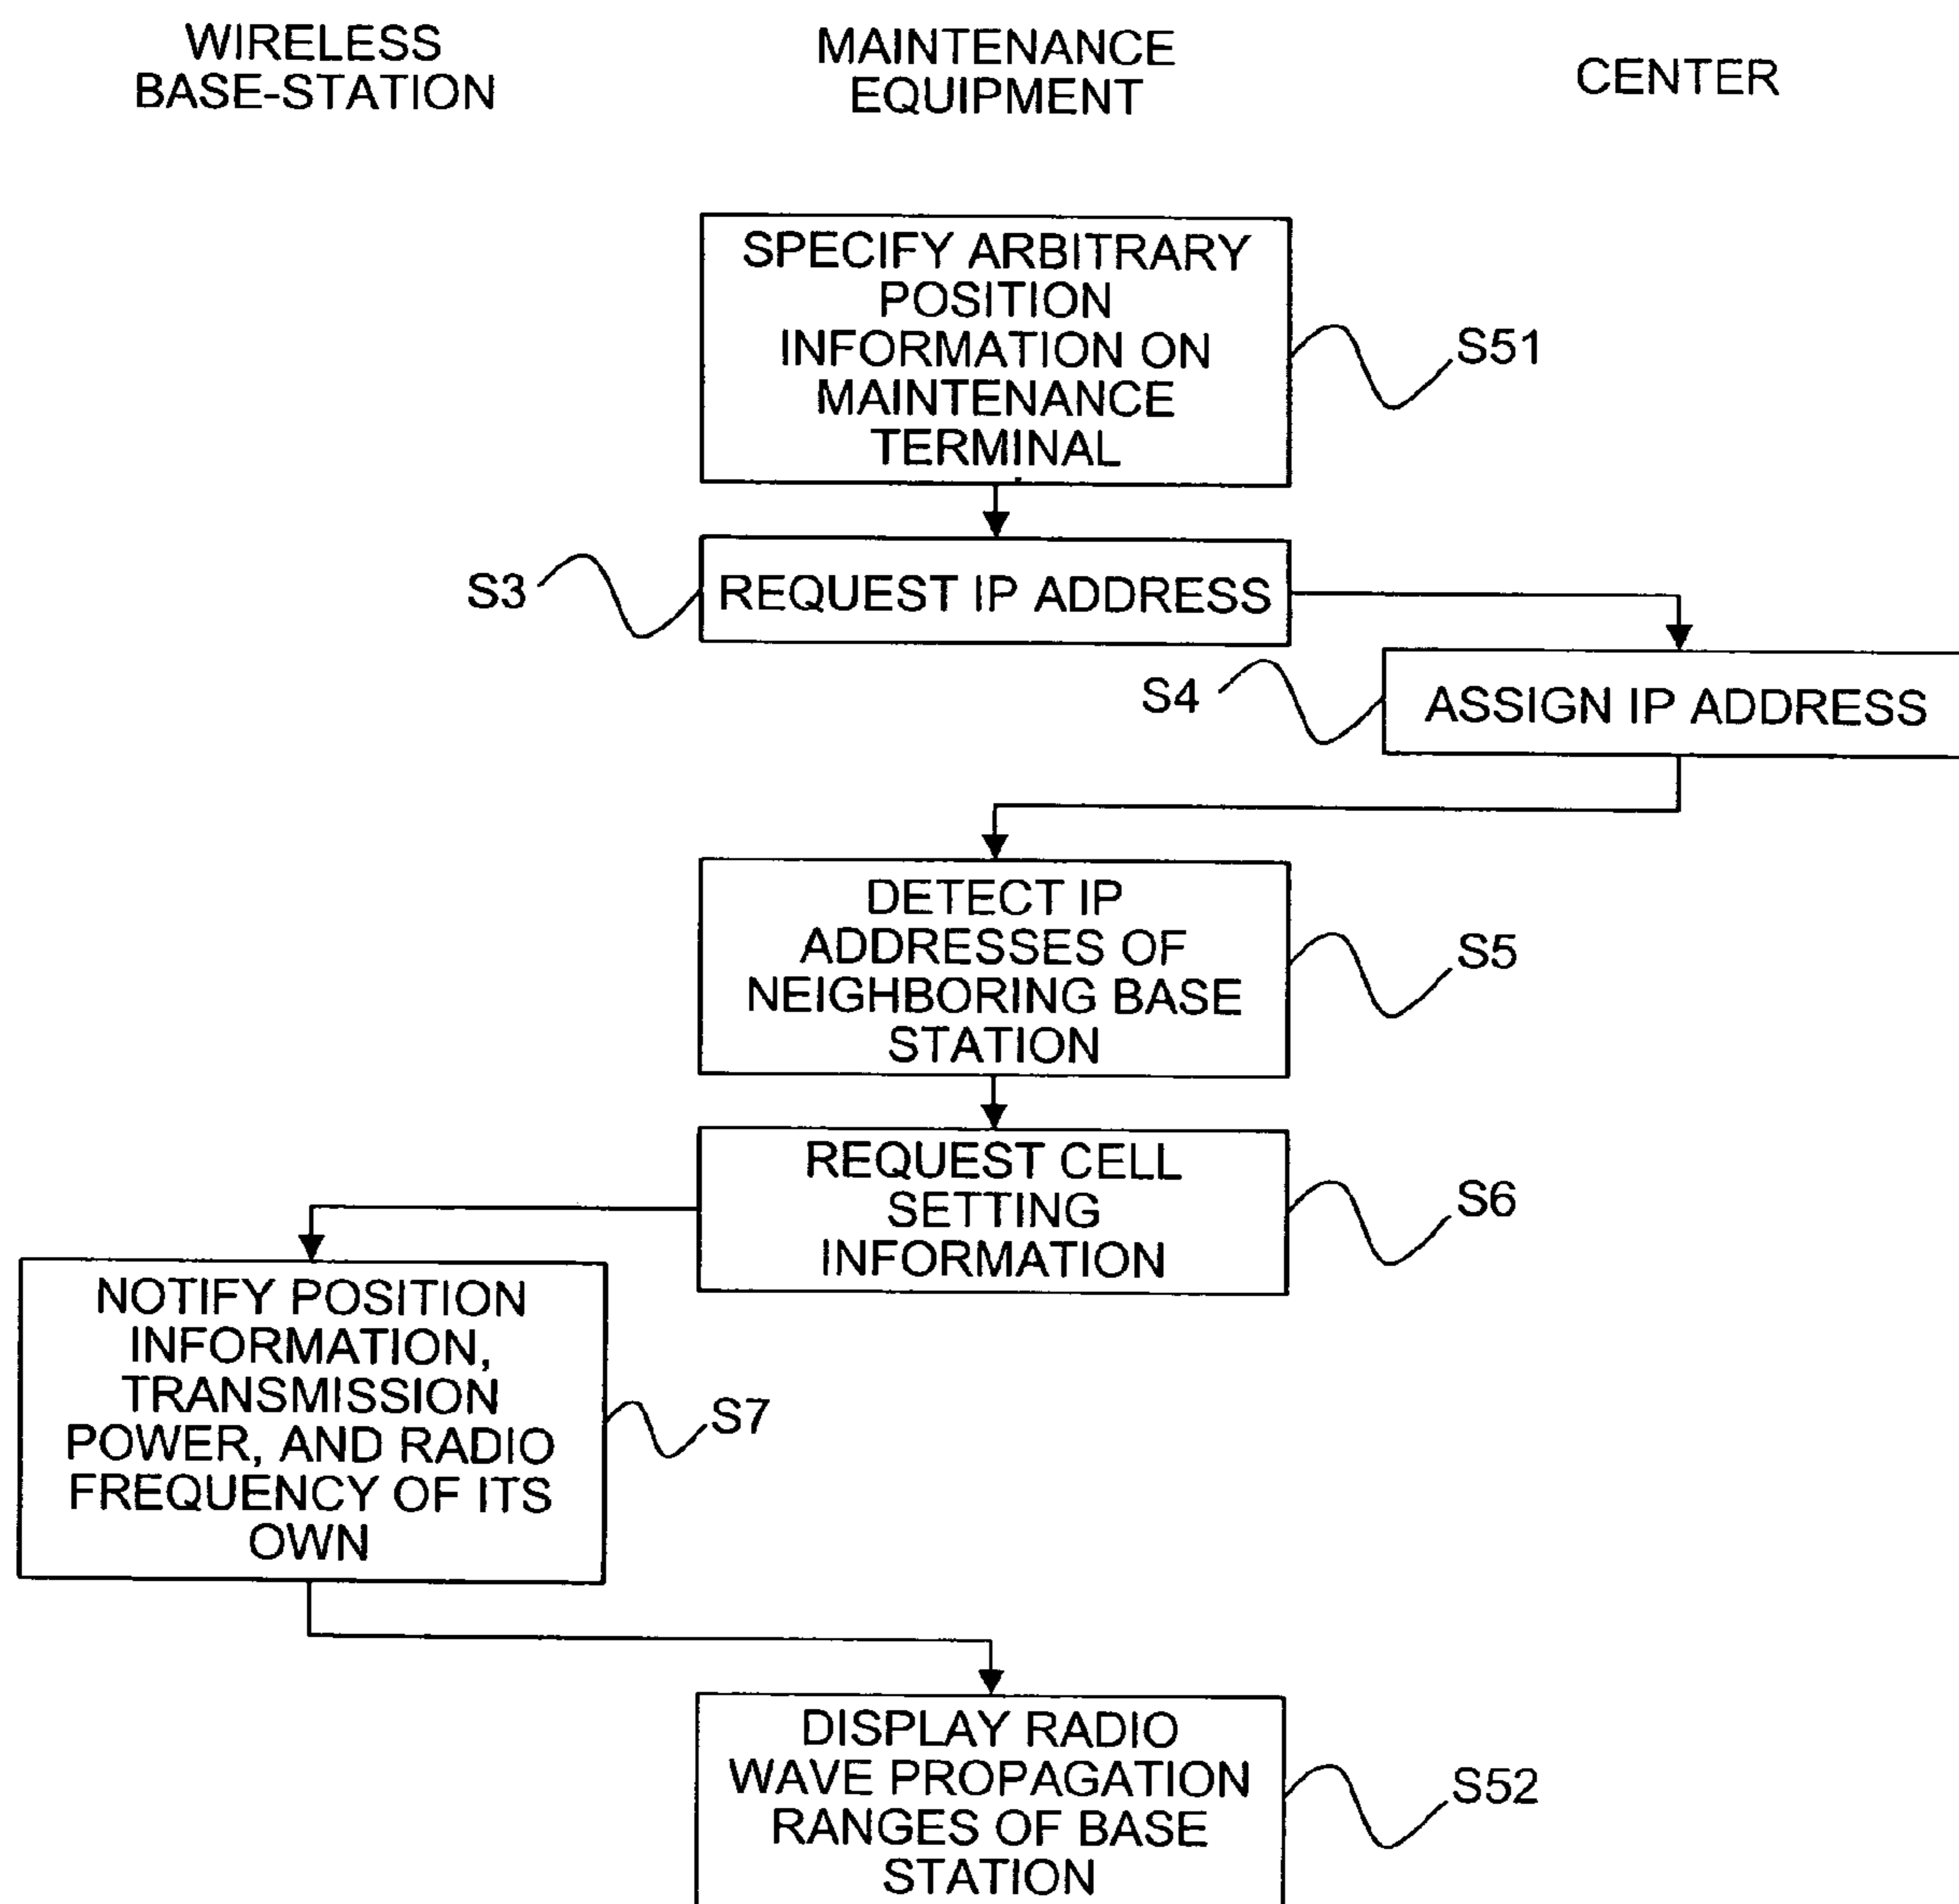 WIRELESS
BASE-STATION
MAINTENANCE
EQUIPMENT
CENTER
SPECIFY ARBITRARY
POSITION
INFORMATION ON
MAINTENANCE
TERMINAL
S51
S3
REQUEST IP ADDRESS
S4
ASSIGN IP ADDRESS
DETECT IP
ADDRESSES OF
NEIGHBORING BASE
STATION
S5
REQUEST CELL
SETTING
INFORMATION
S6
NOTIFY POSITION
INFORMATION,
TRANSMISSION
POWER, AND RADIO
FREQUENCY OF ITS
OWN
S7
DISPLAY RADIO
WAVE PROPAGATION
RANGES OF BASE
STATION
S52